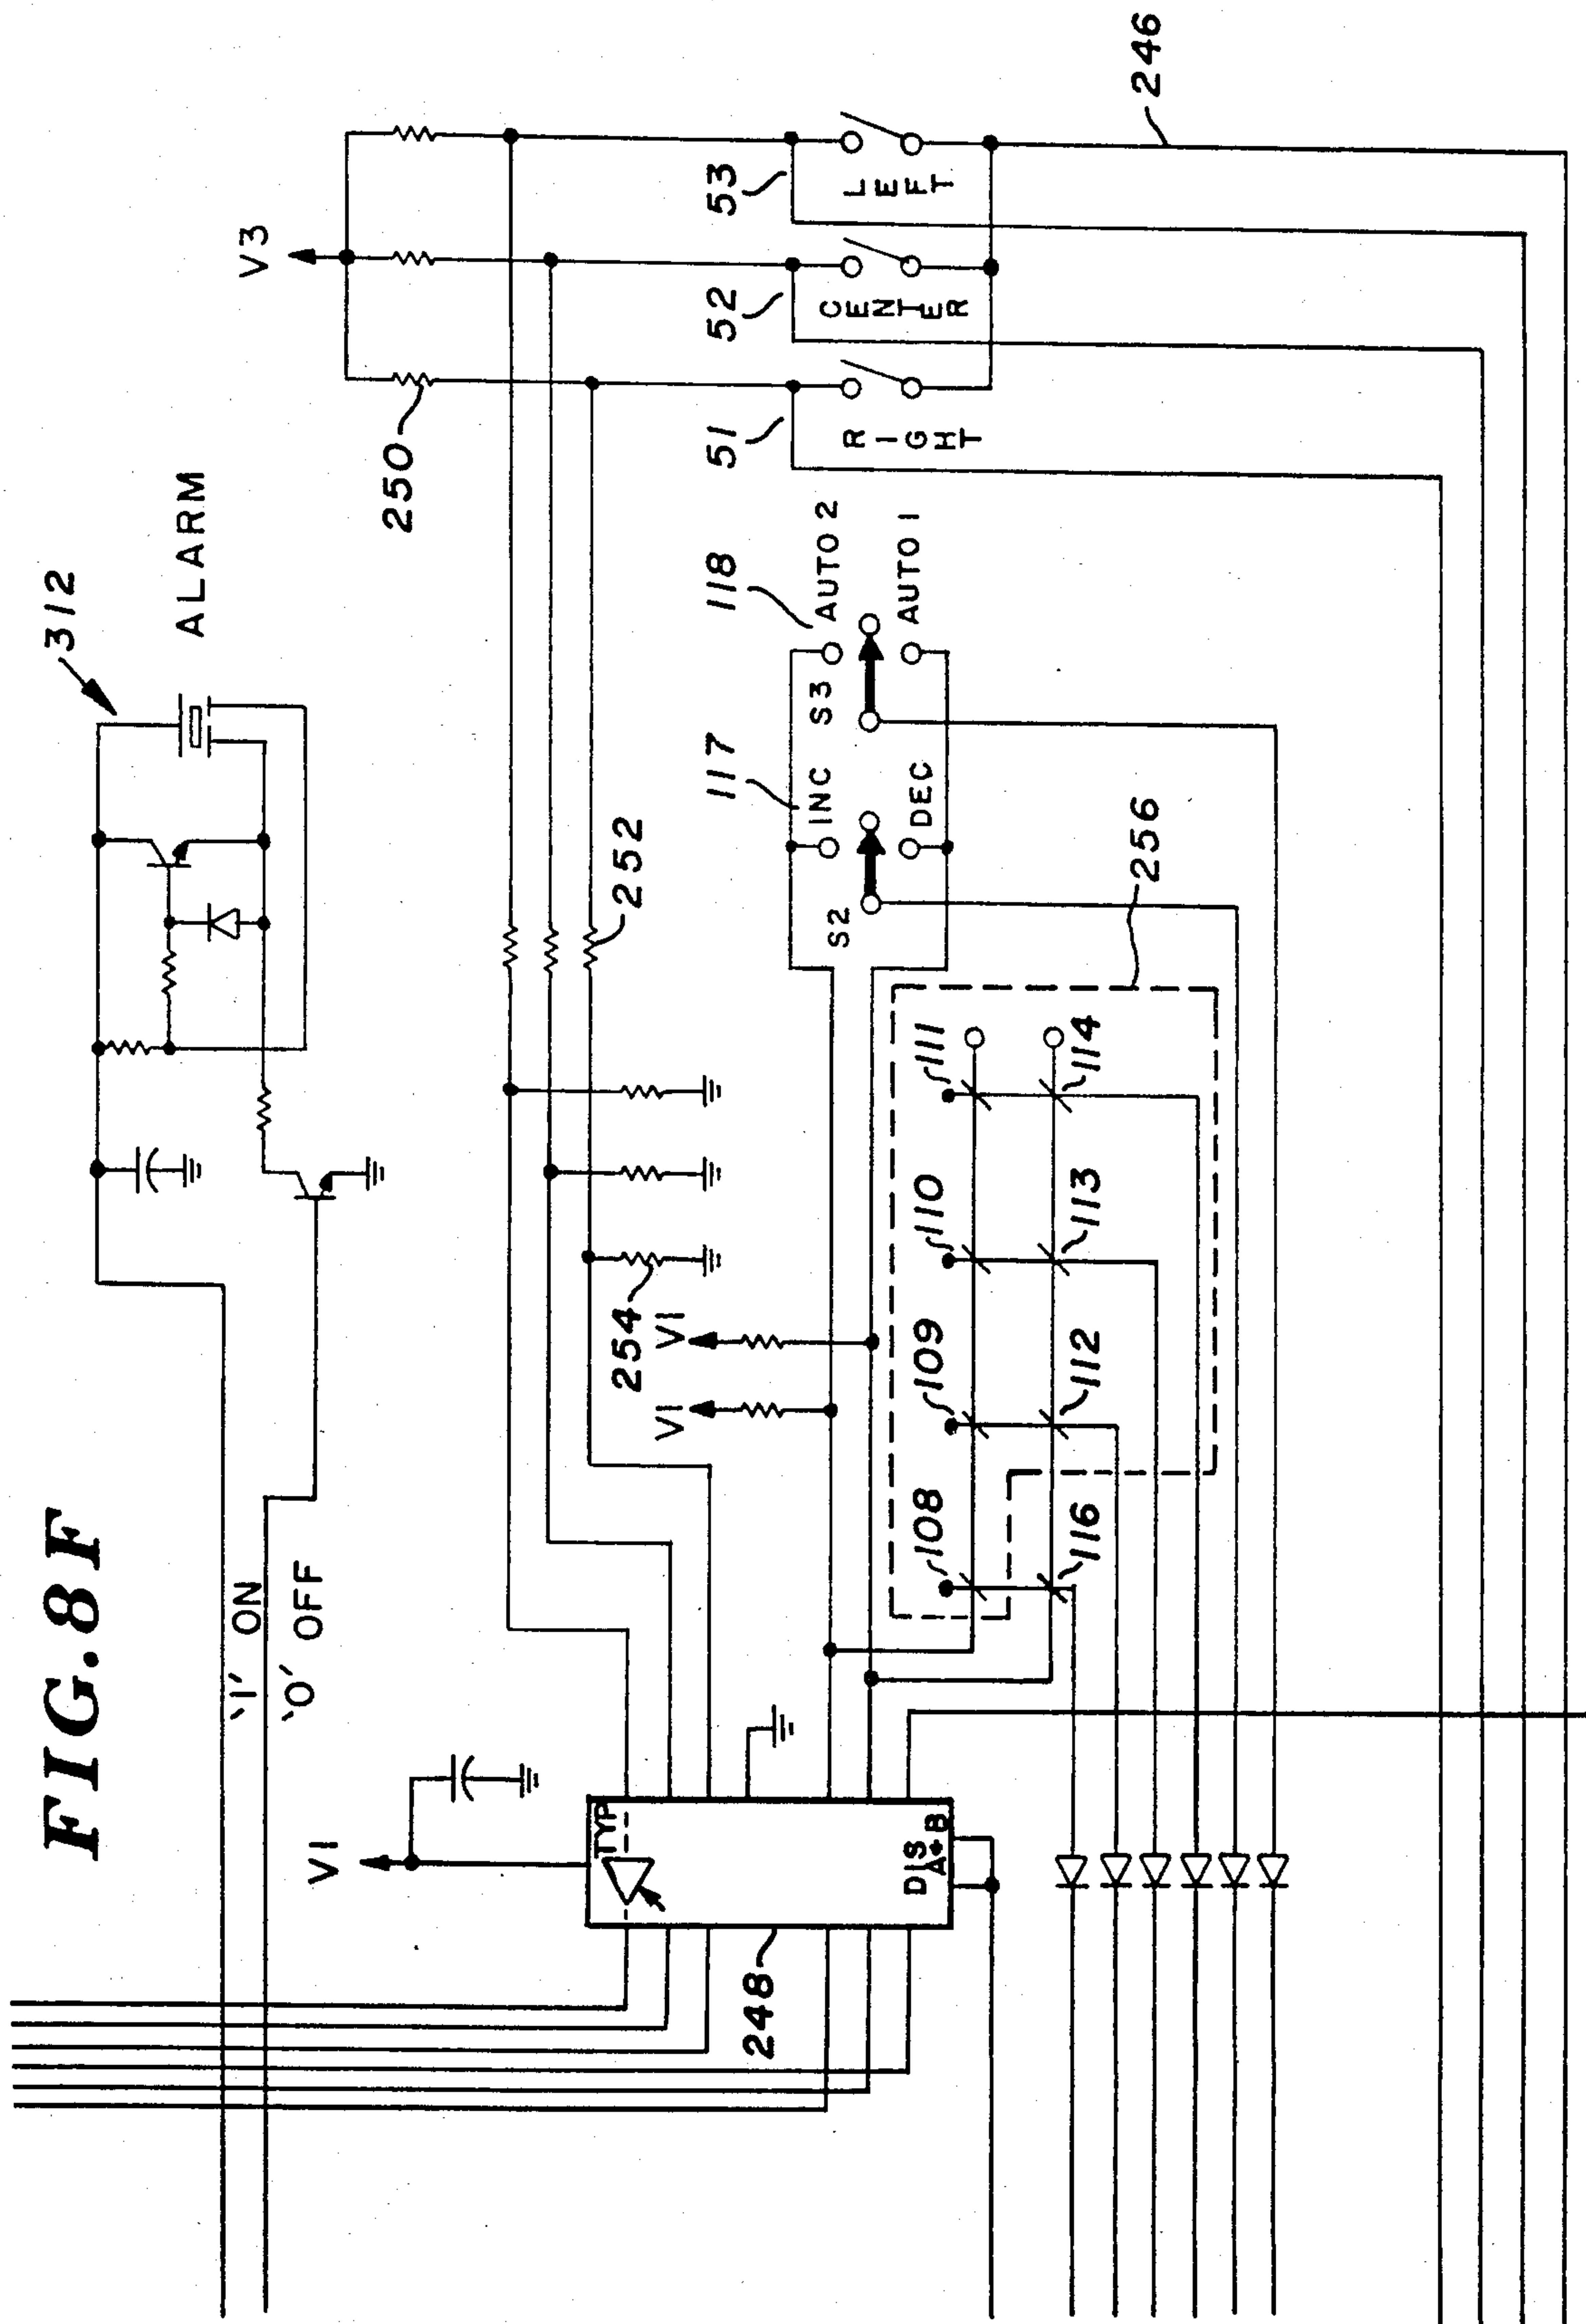 FIG.8F
'1' ON
'0' OFF
312
ALARM
V3
V1
TYP
DIS
A+B
248
250
252
254
V1
V1
53
52
51
LEFT
CENTER
RIGHT
246
118
AUTO 2
AUTO 1
S3
117
INC
DEC
S2
256
108
109
110
111
116
112
113
114